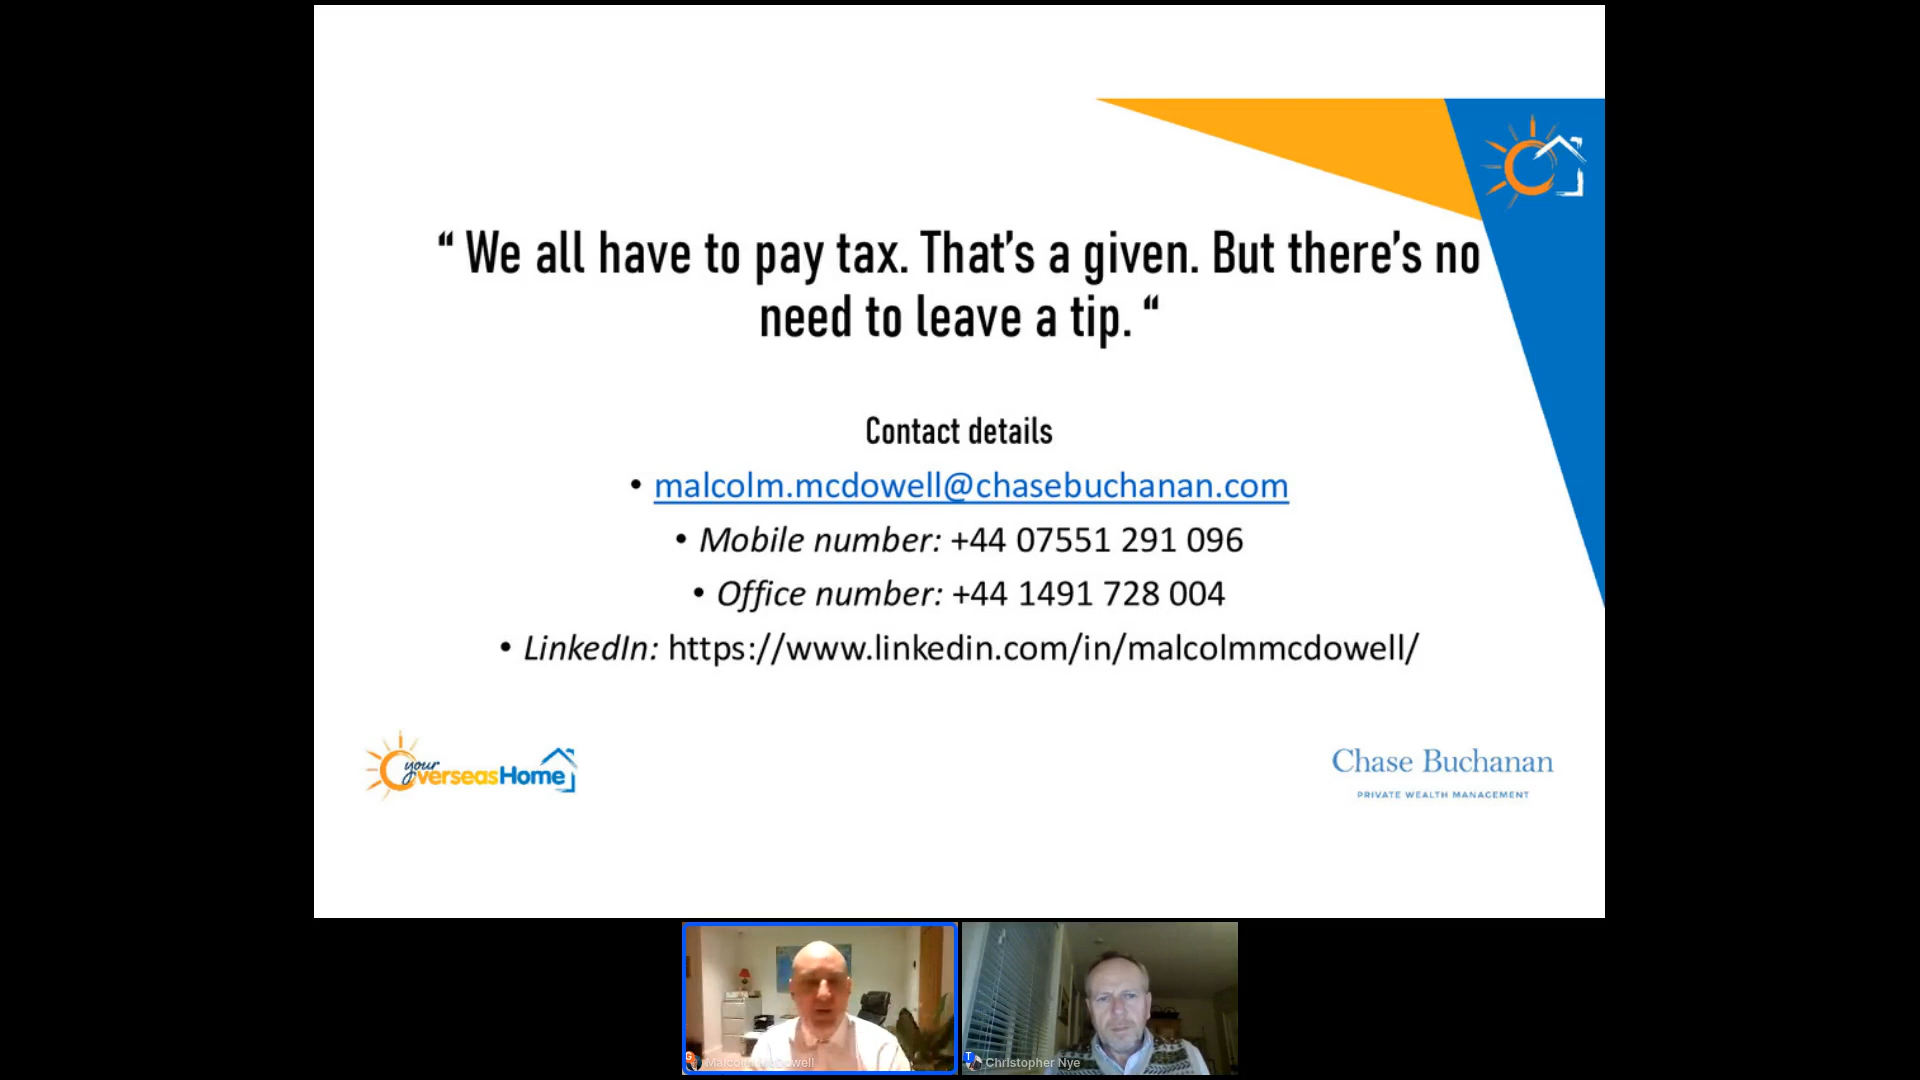 “ We all have to pay tax. That’s a given. But there’s no
need to leave a tip. “
Contact details
• malcolm.mcdowell@chasebuchanan.com
• Mobile number: +44 07551 291 096
• Office number: +44 1491 728 004
• LinkedIn: https://www.linkedin.com/in/malcolmmcdowell/
your OverseasHome
Chase Buchanan
PRIVATE WEALTH MANAGEMENT
G Malcolm McDowell
T Christopher Nye